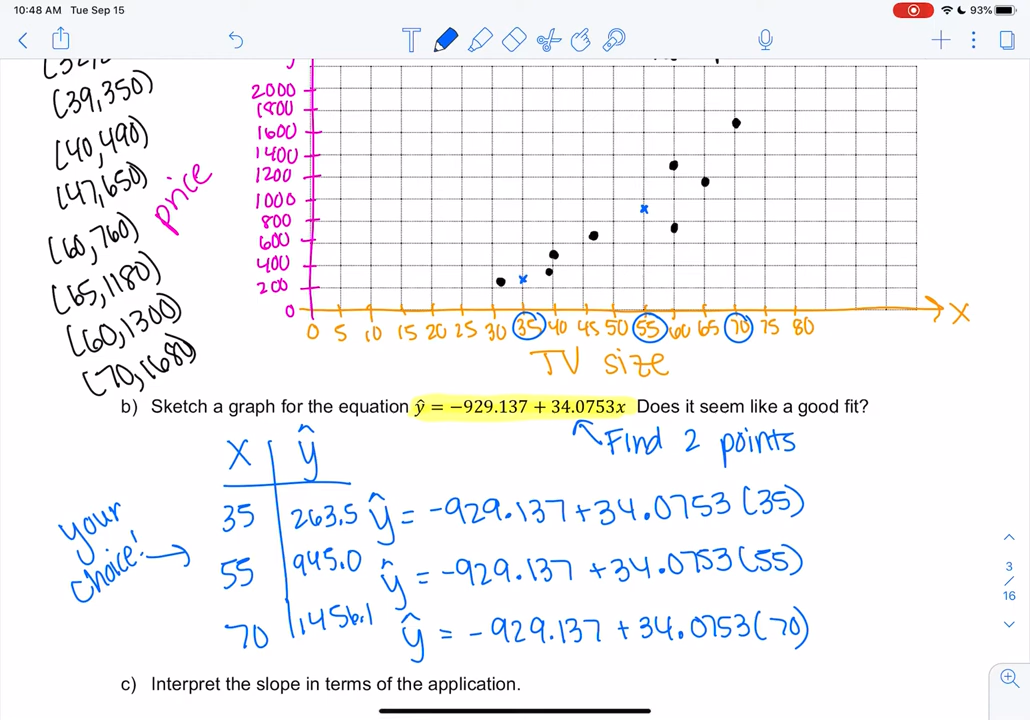 10:48 AM Tue Sep 15
93%
T
(39,350)
(40,490)
(47,650)
(60,760)
(65,1180)
(60,1300)
(70,1680)
price
2000
1800
1600
1400
1200
1000
800
600
400
200
0
0 5 10 15 20 25 30 35 40 45 50 55 60 65 70 75 80
X
TV size
b) Sketch a graph for the equation ŷ = −929.137 + 34.0753x Does it seem like a good fit?
Find 2 points
X ŷ
your choice!
35 263.5 ŷ = -929.137 + 34.0753 (35)
55 945.0 ŷ = -929.137 + 34.0753 (55)
70 1,456.1 ŷ = -929.137 + 34.0753 (70)
c) Interpret the slope in terms of the application.
3
/
16